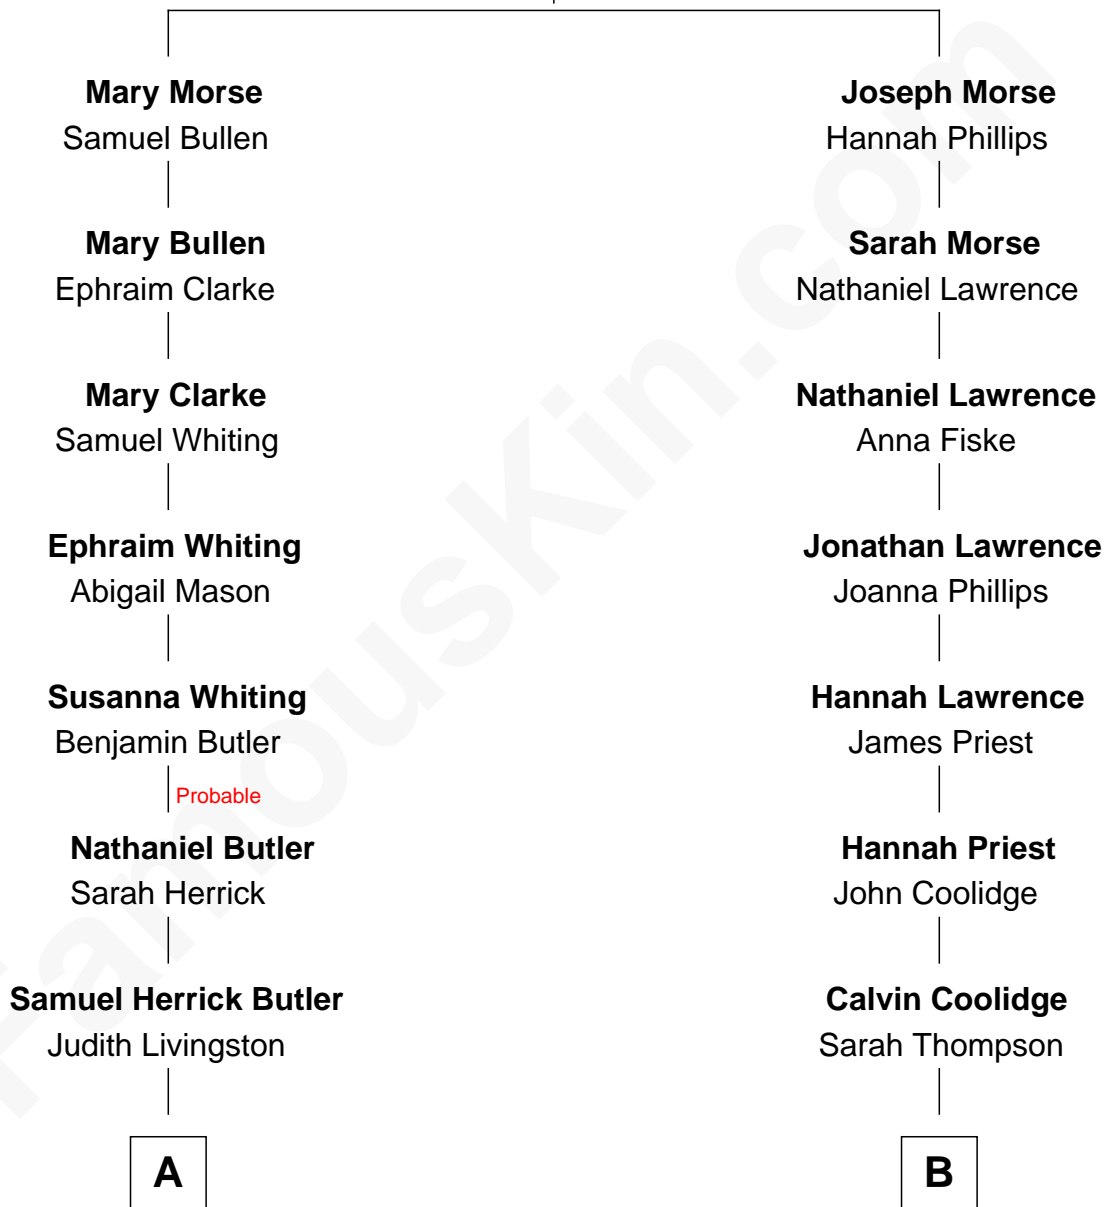 Mary Morse
Samuel Bullen
Mary Bullen
Ephraim Clarke
Mary Clarke
Samuel Whiting
Ephraim Whiting
Abigail Mason
Susanna Whiting
Benjamin Butler
Probable
Nathaniel Butler
Sarah Herrick
Samuel Herrick Butler
Judith Livingston
A
Joseph Morse
Hannah Phillips
Sarah Morse
Nathaniel Lawrence
Nathaniel Lawrence
Anna Fiske
Jonathan Lawrence
Joanna Phillips
Hannah Lawrence
James Priest
Hannah Priest
John Coolidge
Calvin Coolidge
Sarah Thompson
B
FamousKin.com